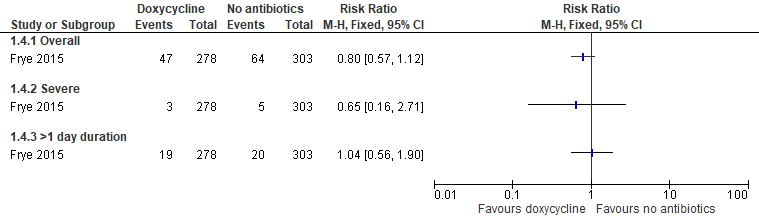 Doxycycline No antibiotics Risk Ratio Risk Ratio
Study or Subgroup Events Total Events Total M-H, Fixed, 95% CI M-H, Fixed, 95% CI
1.4.1 Overall
Frye 2015 47 278 64 303 0.80 [0.57, 1.12]
1.4.2 Severe
Frye 2015 3 278 5 303 0.65 [0.16, 2.71]
1.4.3 >1 day duration
Frye 2015 19 278 20 303 1.04 [0.56, 1.90]
0.01 0.1 1 10 100
Favours doxycycline Favours no antibiotics